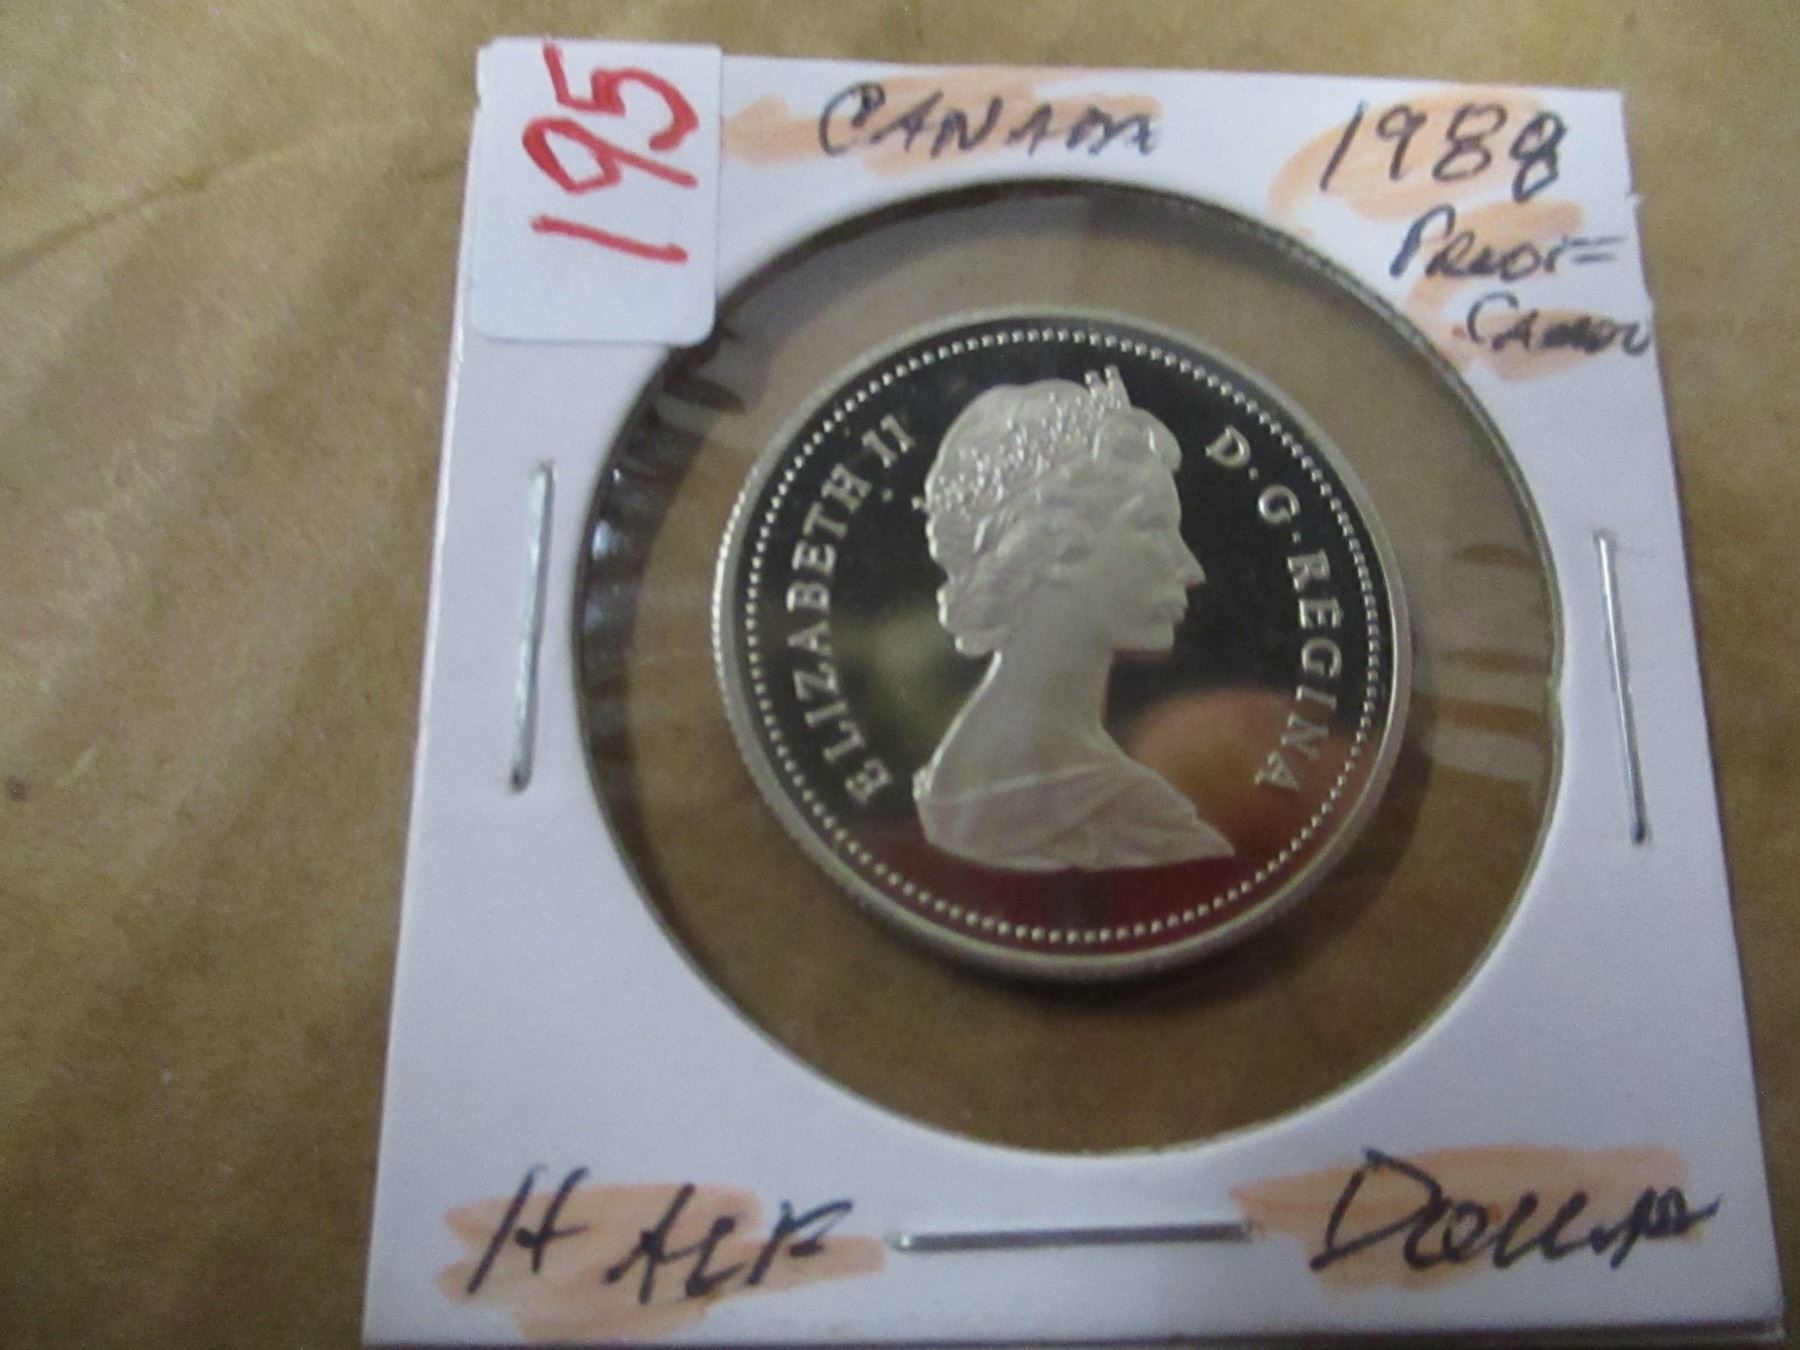 195
CANADA 1988
PROOF =
CAMEO
ELIZABETH II D·G·REGINA
HALF DOLLAR